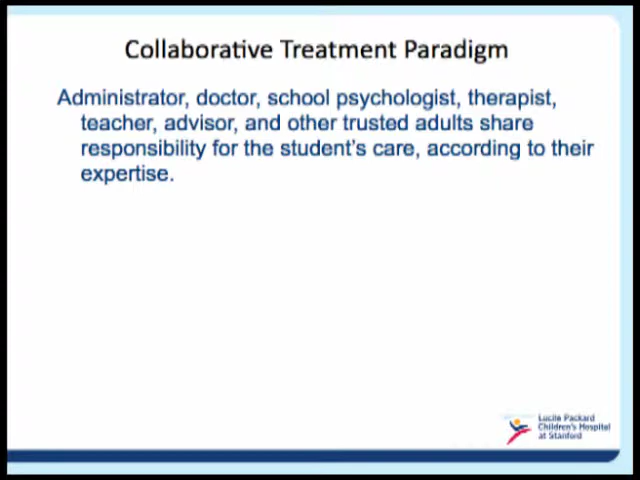 Collaborative Treatment Paradigm
Administrator, doctor, school psychologist, therapist,
teacher, advisor, and other trusted adults share
responsibility for the student's care, according to their
expertise.
Lucile Packard
Children's Hospital
at Stanford